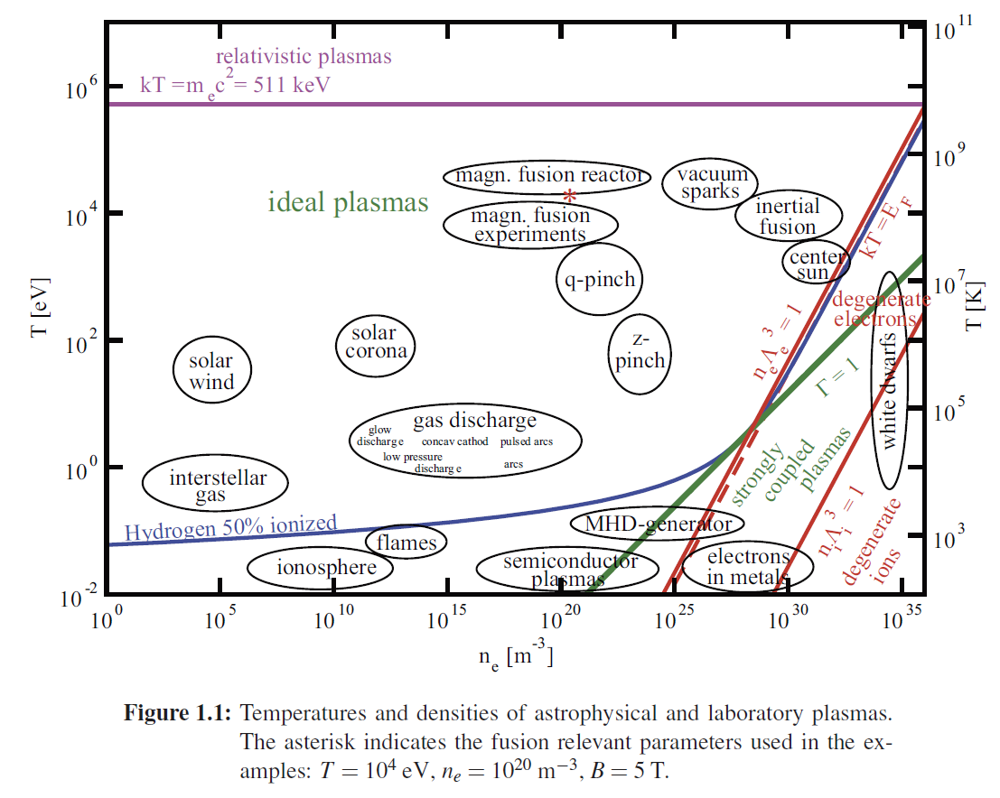 relativistic plasmas
kT =m_e c^2 = 511 keV
ideal plasmas
magn. fusion reactor
*
magn. fusion
experiments
vacuum
sparks
inertial
fusion
center
sun
q-pinch
z-
pinch
solar
corona
solar
wind
gas discharge
glow
discharge
concav cathod
pulsed arcs
low pressure
discharge
arcs
interstellar
gas
Hydrogen 50% ionized
flames
ionosphere
MHD-generator
semiconductor
plasmas
electrons
in metals
kT=E_F
degenerate
electrons
n_e Λ_e^3 = 1
Γ = 1
white dwarfs
strongly
coupled
plasmas
n_i Λ_i^3 = 1
degenerate
ions
T [eV]
10^6
10^4
10^2
10^0
10^-2
T [K]
10^11
10^9
10^7
10^5
10^3
10^0
10^5
10^10
10^15
10^20
10^25
10^30
10^35
n_e [m^-3]
Figure 1.1: Temperatures and densities of astrophysical and laboratory plasmas.
The asterisk indicates the fusion relevant parameters used in the ex-
amples: T = 10^4 eV, n_e = 10^20 m^−3, B = 5 T.